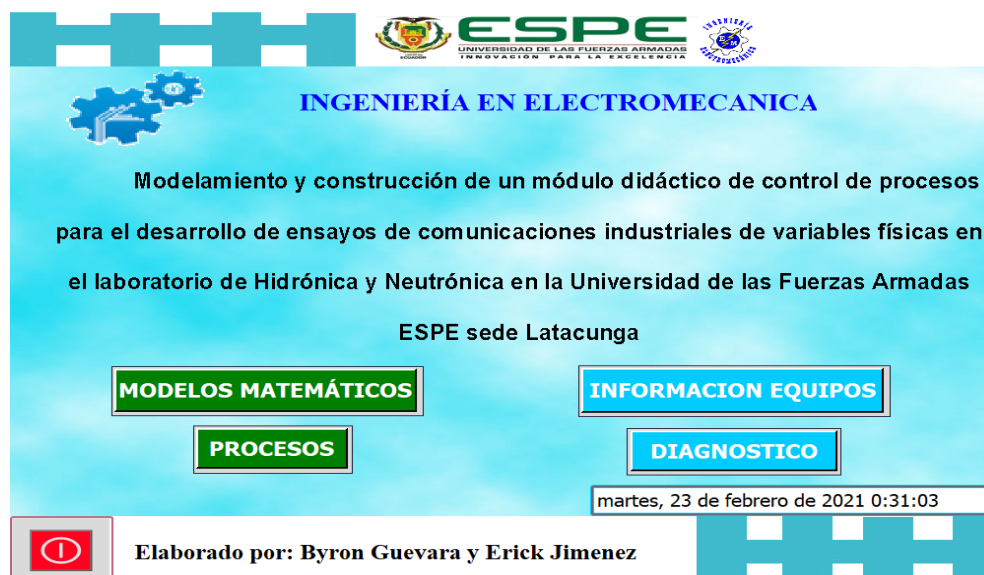 ESPE
UNIVERSIDAD DE LAS FUERZAS ARMADAS
INNOVACIÓN PARA LA EXCELENCIA
INGENIERÍA
ELECTROMECÁNICA
INGENIERÍA EN ELECTROMECANICA
Modelamiento y construcción de un módulo didáctico de control de procesos
para el desarrollo de ensayos de comunicaciones industriales de variables físicas en
el laboratorio de Hidrónica y Neutrónica en la Universidad de las Fuerzas Armadas
ESPE sede Latacunga
MODELOS MATEMÁTICOS
INFORMACION EQUIPOS
PROCESOS
DIAGNOSTICO
martes, 23 de febrero de 2021 0:31:03
Elaborado por: Byron Guevara y Erick Jimenez